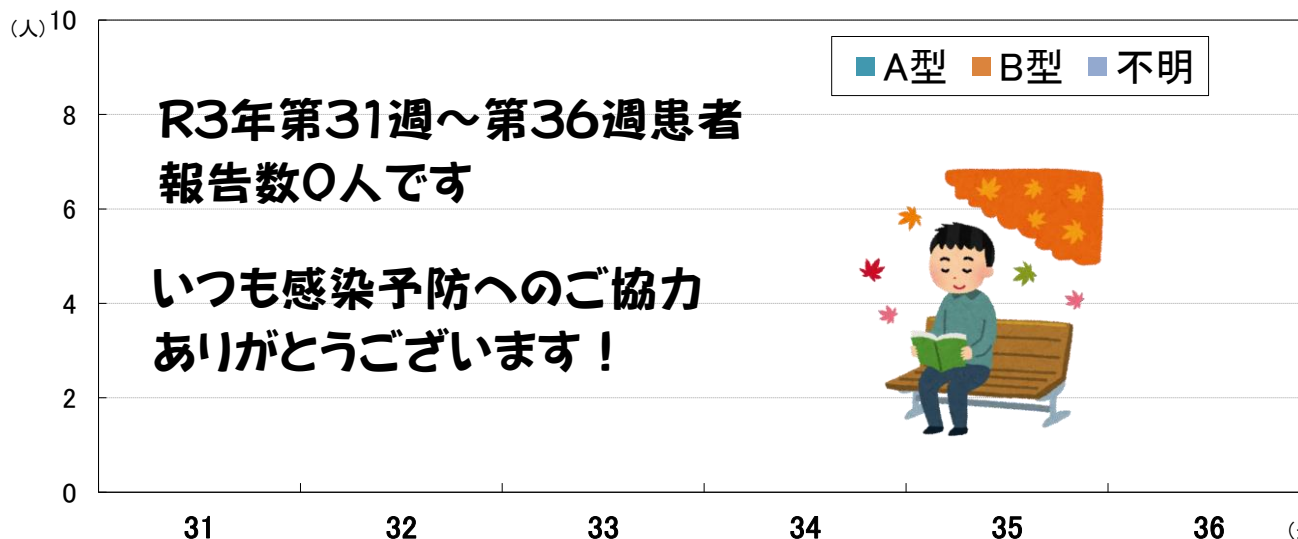 (人)
10
A型 B型 不明
8
R3年第31週～第36週患者
報告数0人です
6
いつも感染予防へのご協力
4
ありがとうございます！
2
0
31 32 33 34 35 36